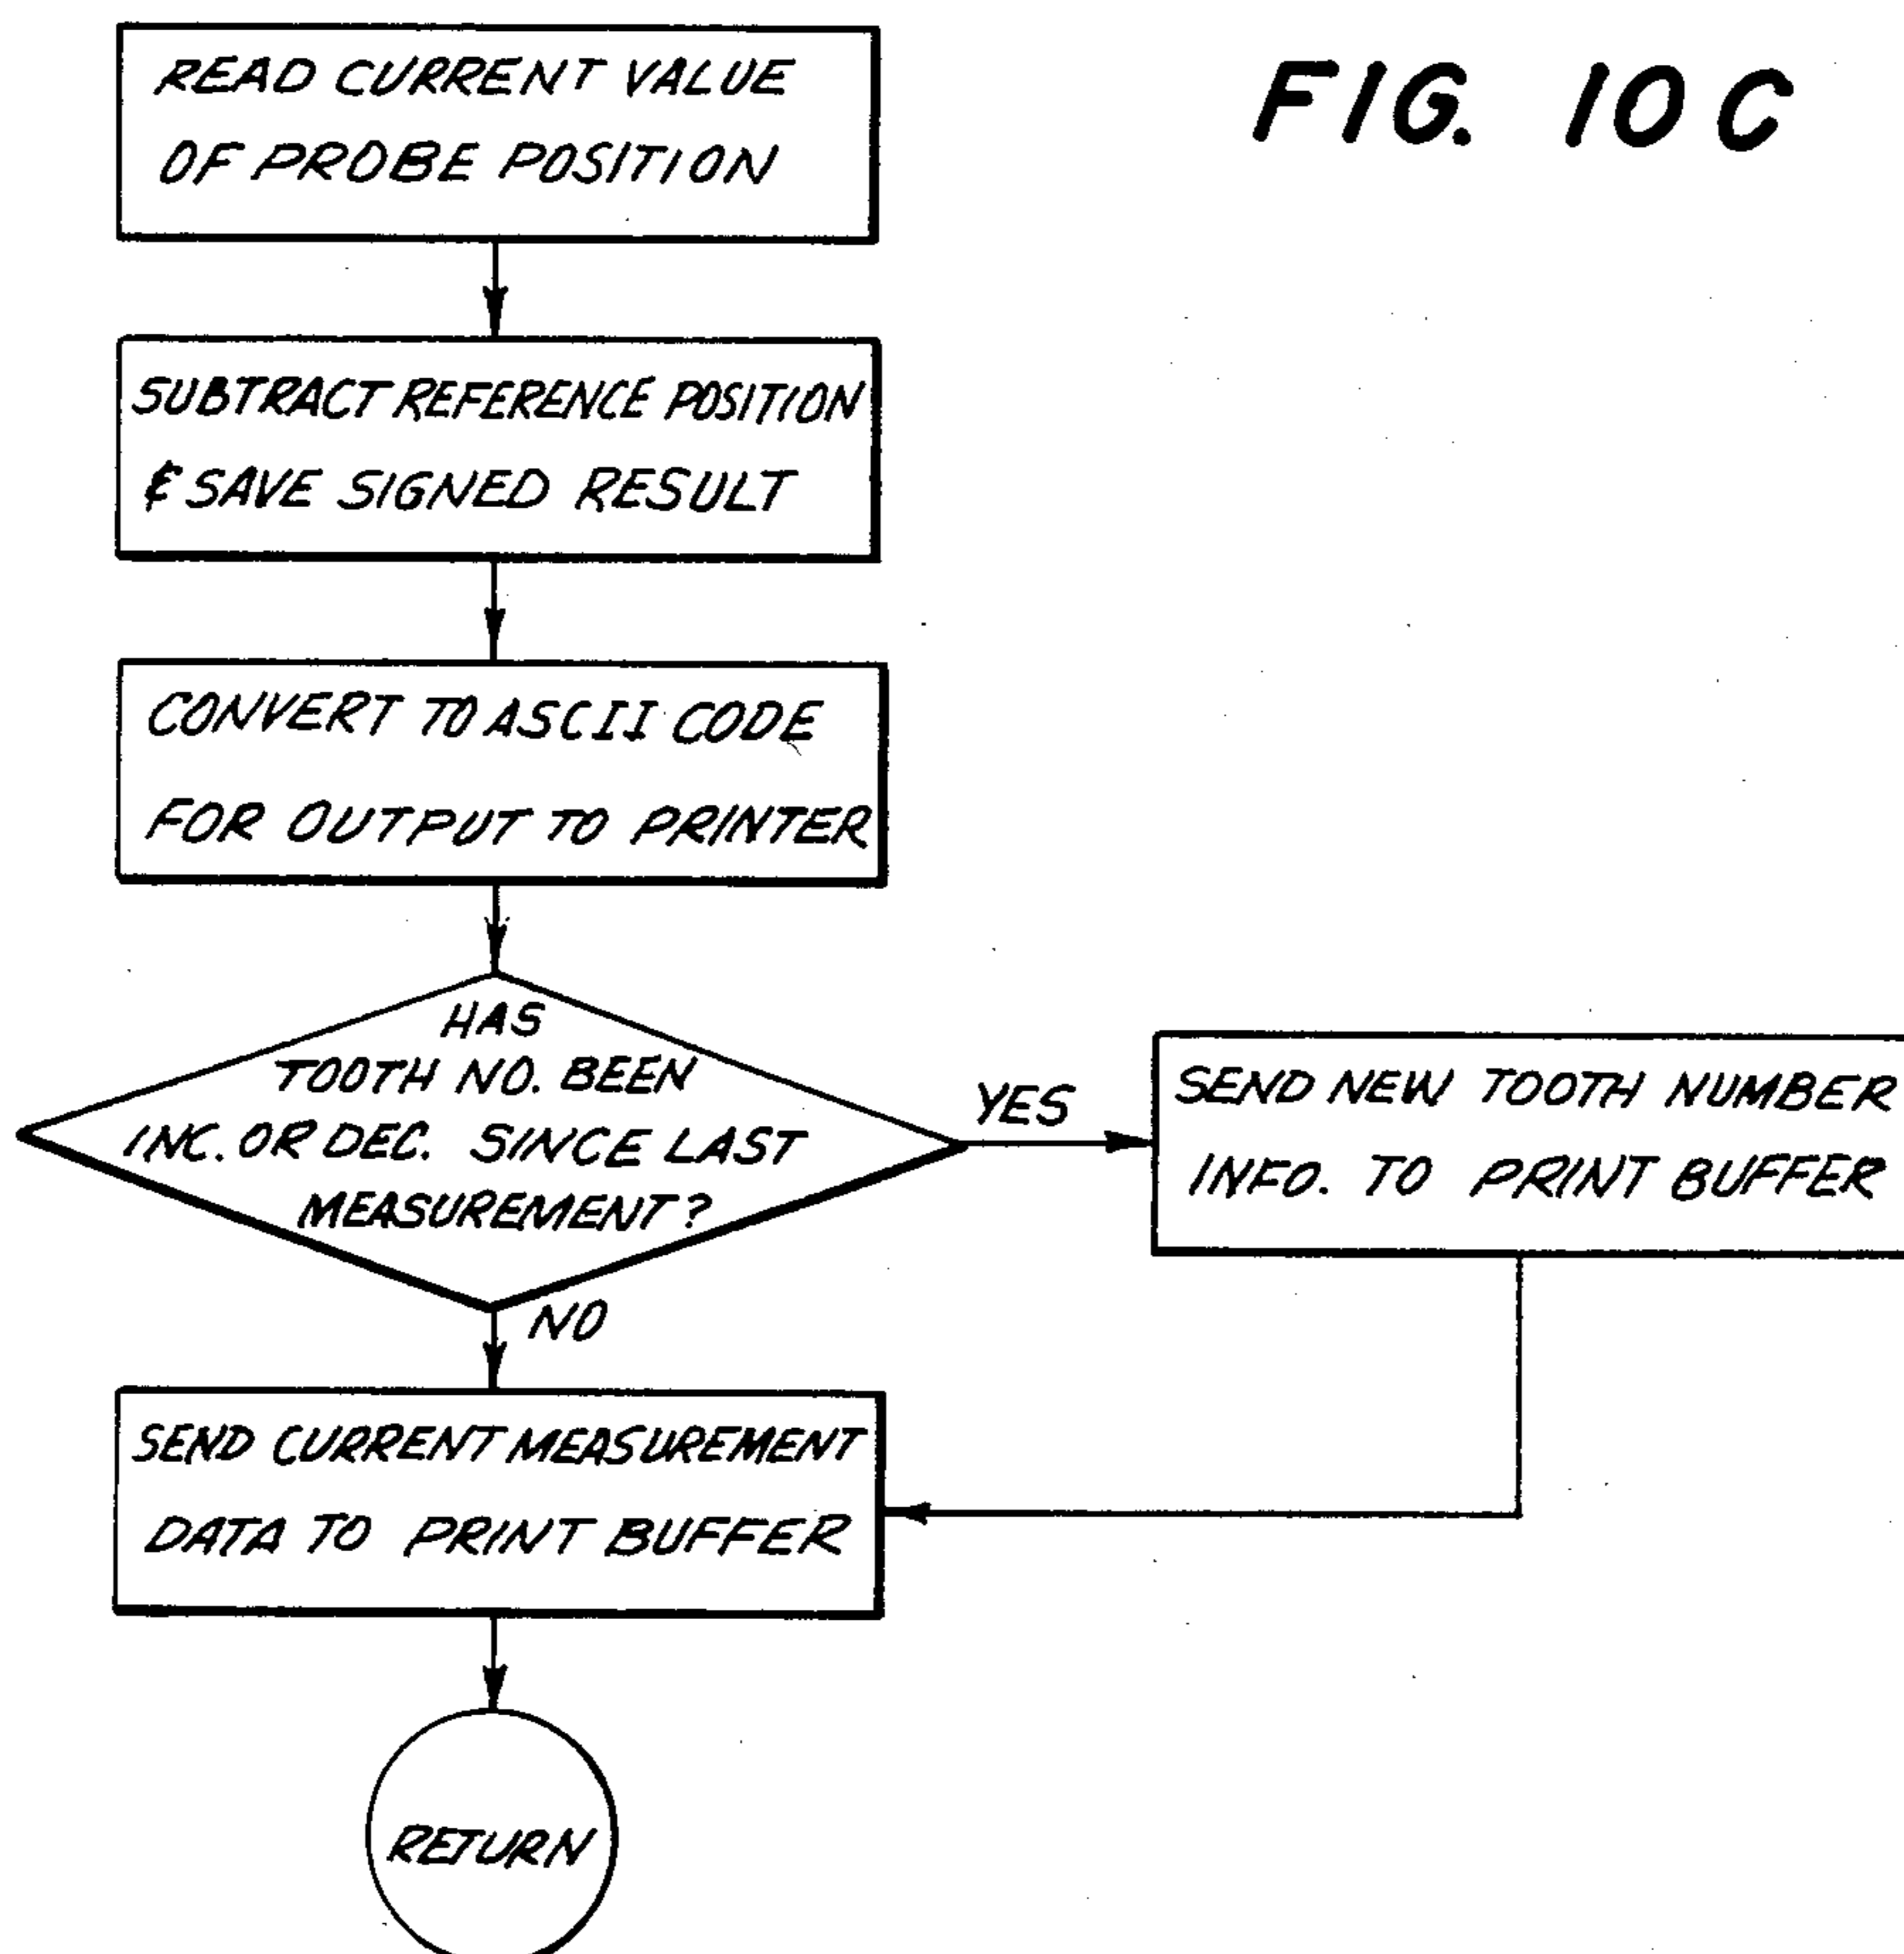 FIG. 10C
READ CURRENT VALUE
OF PROBE POSITION
SUBTRACT REFERENCE POSITION
& SAVE SIGNED RESULT
CONVERT TO ASCII CODE
FOR OUTPUT TO PRINTER
HAS
TOOTH NO. BEEN
INC. OR DEC. SINCE LAST
MEASUREMENT?
YES
SEND NEW TOOTH NUMBER
INFO. TO PRINT BUFFER
NO
SEND CURRENT MEASUREMENT
DATA TO PRINT BUFFER
RETURN